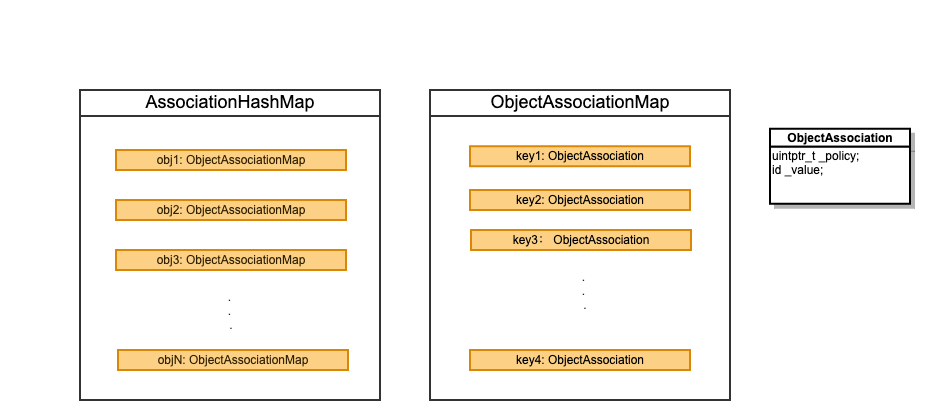 AssociationHashMap
obj1: ObjectAssociationMap
obj2: ObjectAssociationMap
obj3: ObjectAssociationMap
.
.
.
objN: ObjectAssociationMap
ObjectAssociationMap
key1: ObjectAssociation
key2: ObjectAssociation
key3： ObjectAssociation
.
.
.
key4: ObjectAssociation
ObjectAssociation
uintptr_t _policy;
id _value;